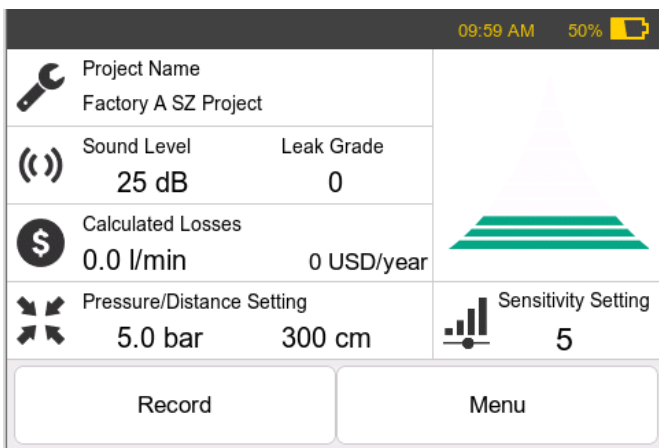 09:59 AM 50%
Project Name
Factory A SZ Project
Sound Level Leak Grade
25 dB 0
Calculated Losses
0.0 l/min 0 USD/year
Pressure/Distance Setting
5.0 bar 300 cm
Sensitivity Setting
5
Record Menu